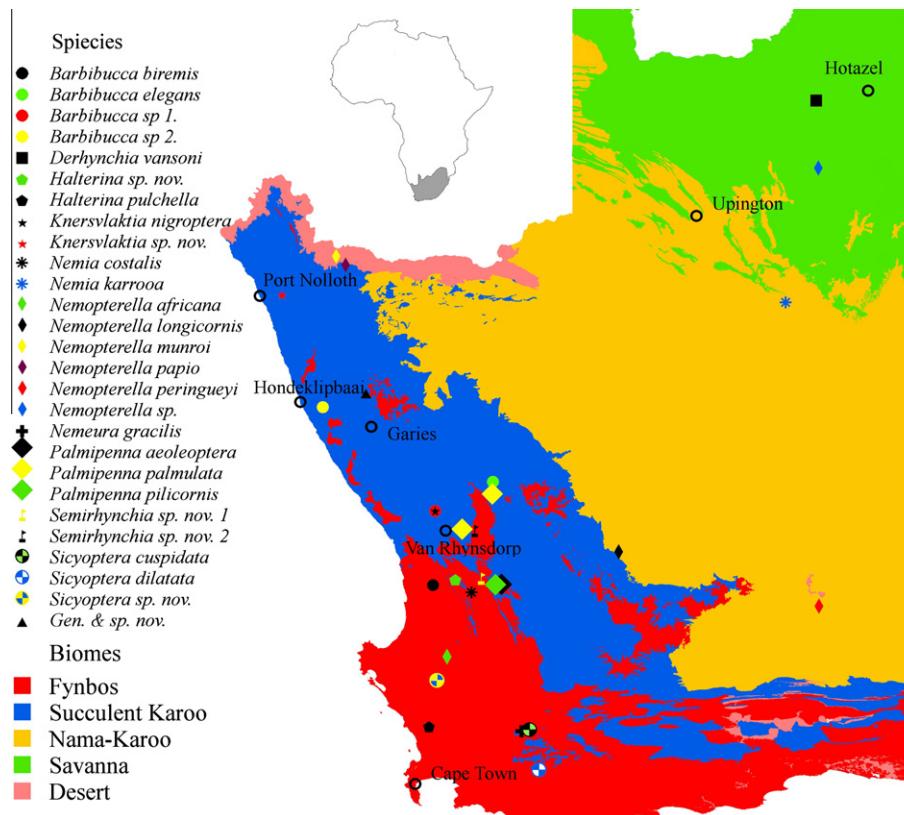 Spiecies
Barbibucca biremis
Barbibucca elegans
Barbibucca sp 1.
Barbibucca sp 2.
Derhynchia vansoni
Halterina sp. nov.
Halterina pulchella
Knersvlaktia nigroptera
Knersvlaktia sp. nov.
Nemia costalis
Nemia karrooa
Nemopterella africana
Nemopterella longicornis
Nemopterella munroi
Nemopterella papio
Nemopterella peringueyi
Nemopterella sp.
Nemeura gracilis
Palmipenna aeoleoptera
Palmipenna palmulata
Palmipenna pilicornis
Semirhynchia sp. nov. 1
Semirhynchia sp. nov. 2
Sicyoptera cuspidata
Sicyoptera dilatata
Sicyoptera sp. nov.
Gen. & sp. nov.
Biomes
Fynbos
Succulent Karoo
Nama-Karoo
Savanna
Desert
Hotazel
Upington
Port Nolloth
Hondeklipbaai
Garies
Van Rhynsdorp
Cape Town